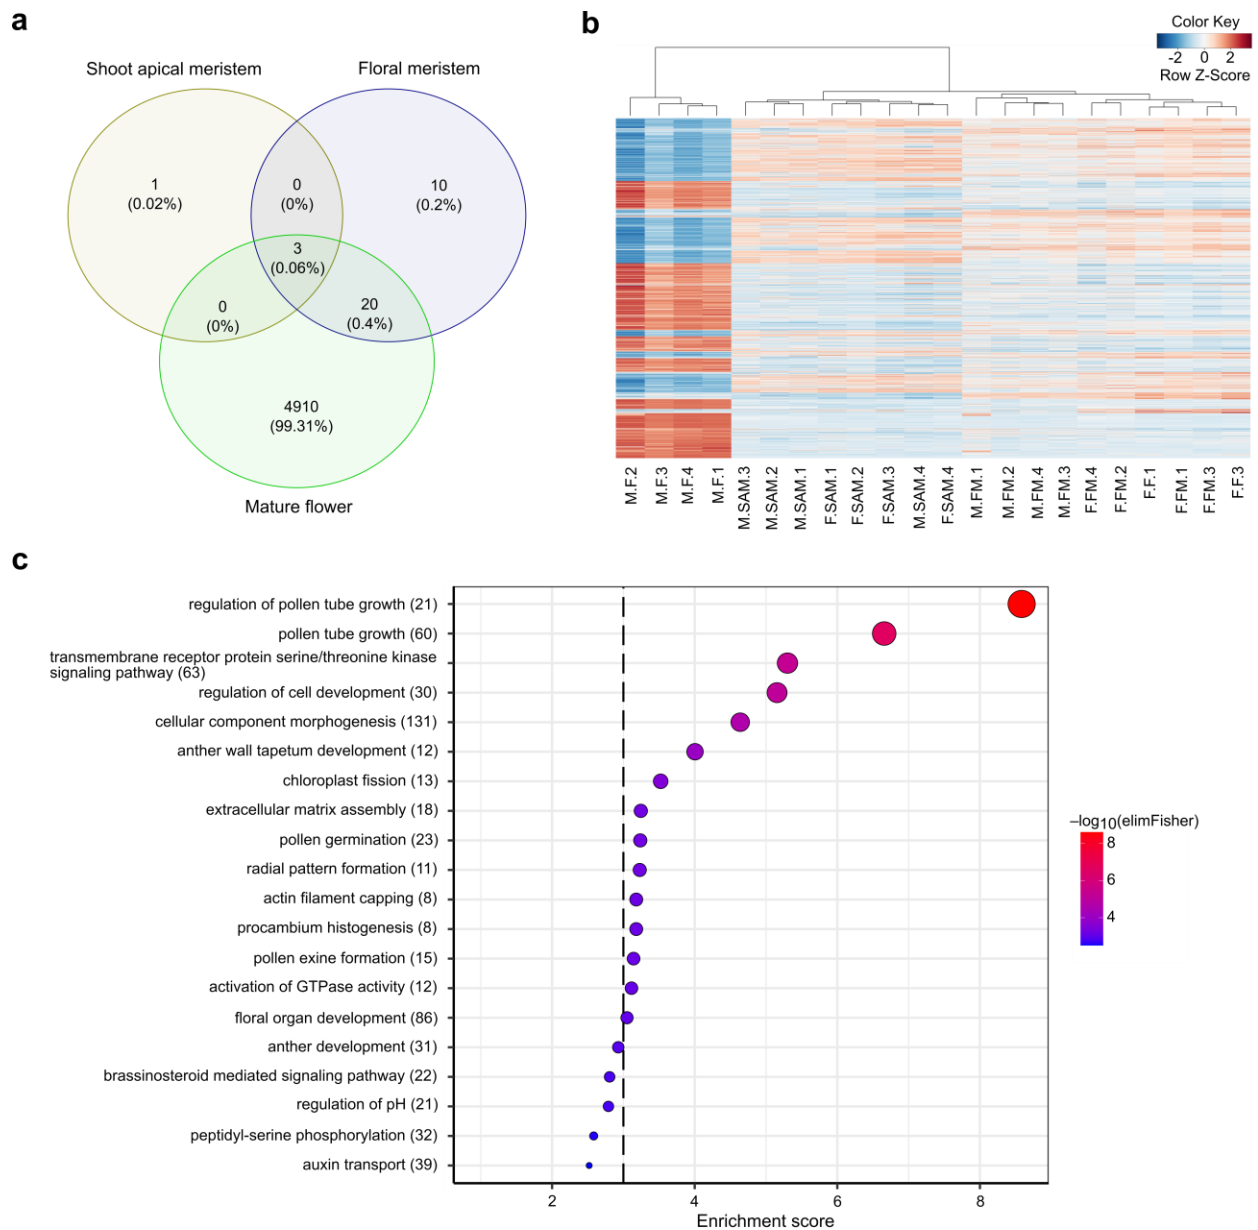 a
Shoot apical meristem
Floral meristem
1
(0.02%)
0
(0%)
10
(0.2%)
3
(0.06%)
0
(0%)
20
(0.4%)
4910
(99.31%)
Mature flower
b
Color Key
-2 0 2
Row Z-Score
M.F.2
M.F.3
M.F.4
M.F.1
M.SAM.3
M.SAM.2
M.SAM.1
F.SAM.1
F.SAM.2
F.SAM.3
M.SAM.4
F.SAM.4
M.FM.1
M.FM.2
M.FM.4
M.FM.3
F.FM.4
F.FM.2
F.F.1
F.FM.1
F.FM.3
F.F.3
c
regulation of pollen tube growth (21)
pollen tube growth (60)
transmembrane receptor protein serine/threonine kinase
signaling pathway (63)
regulation of cell development (30)
cellular component morphogenesis (131)
anther wall tapetum development (12)
chloroplast fission (13)
extracellular matrix assembly (18)
pollen germination (23)
radial pattern formation (11)
actin filament capping (8)
procambium histogenesis (8)
pollen exine formation (15)
activation of GTPase activity (12)
floral organ development (86)
anther development (31)
brassinosteroid mediated signaling pathway (22)
regulation of pH (21)
peptidyl-serine phosphorylation (32)
auxin transport (39)
2 4 6 8
Enrichment score
−log10(elimFisher)
8
6
4